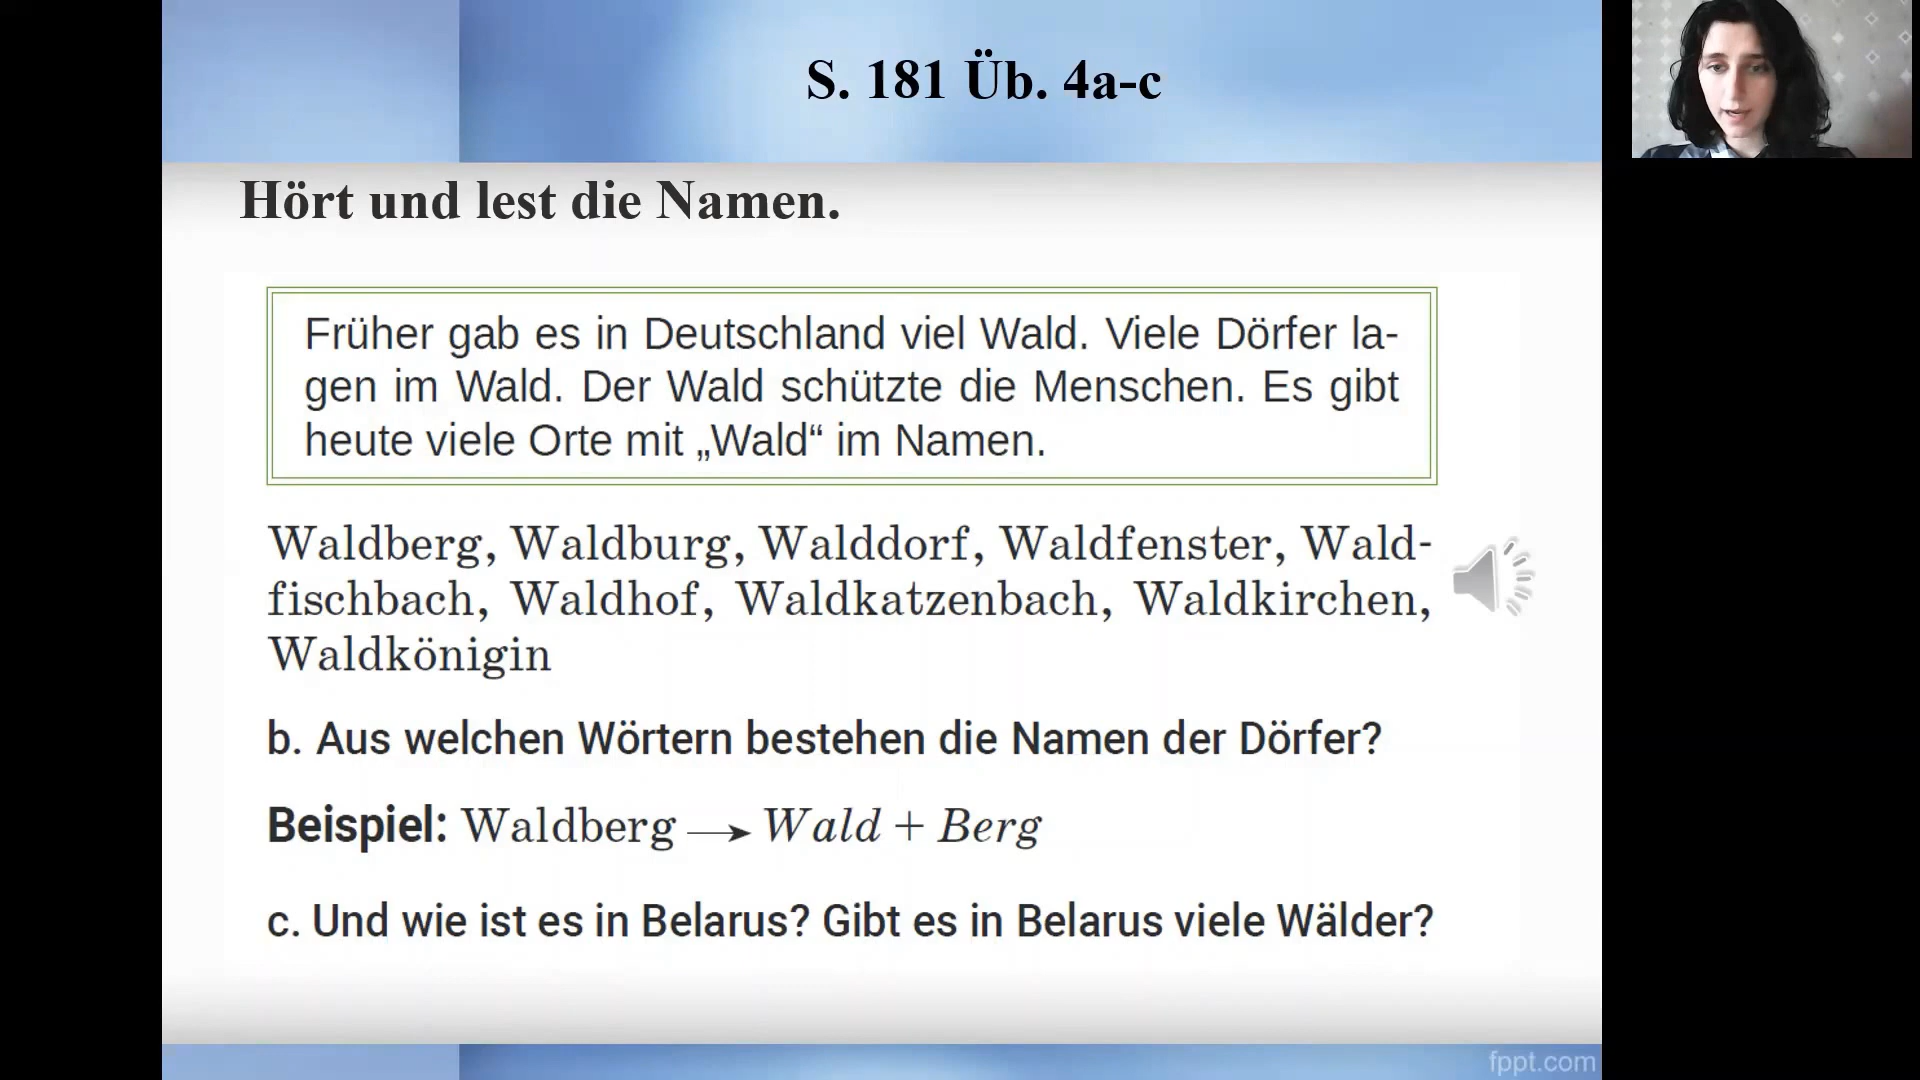 S. 181 Üb. 4a-c
Hört und lest die Namen.
Früher gab es in Deutschland viel Wald. Viele Dörfer la-
gen im Wald. Der Wald schützte die Menschen. Es gibt
heute viele Orte mit „Wald“ im Namen.
Waldberg, Waldburg, Walddorf, Waldfenster, Wald-
fischbach, Waldhof, Waldkatzenbach, Waldkirchen,
Waldkönigin
b. Aus welchen Wörtern bestehen die Namen der Dörfer?
Beispiel: Waldberg → Wald + Berg
c. Und wie ist es in Belarus? Gibt es in Belarus viele Wälder?
fppt.com